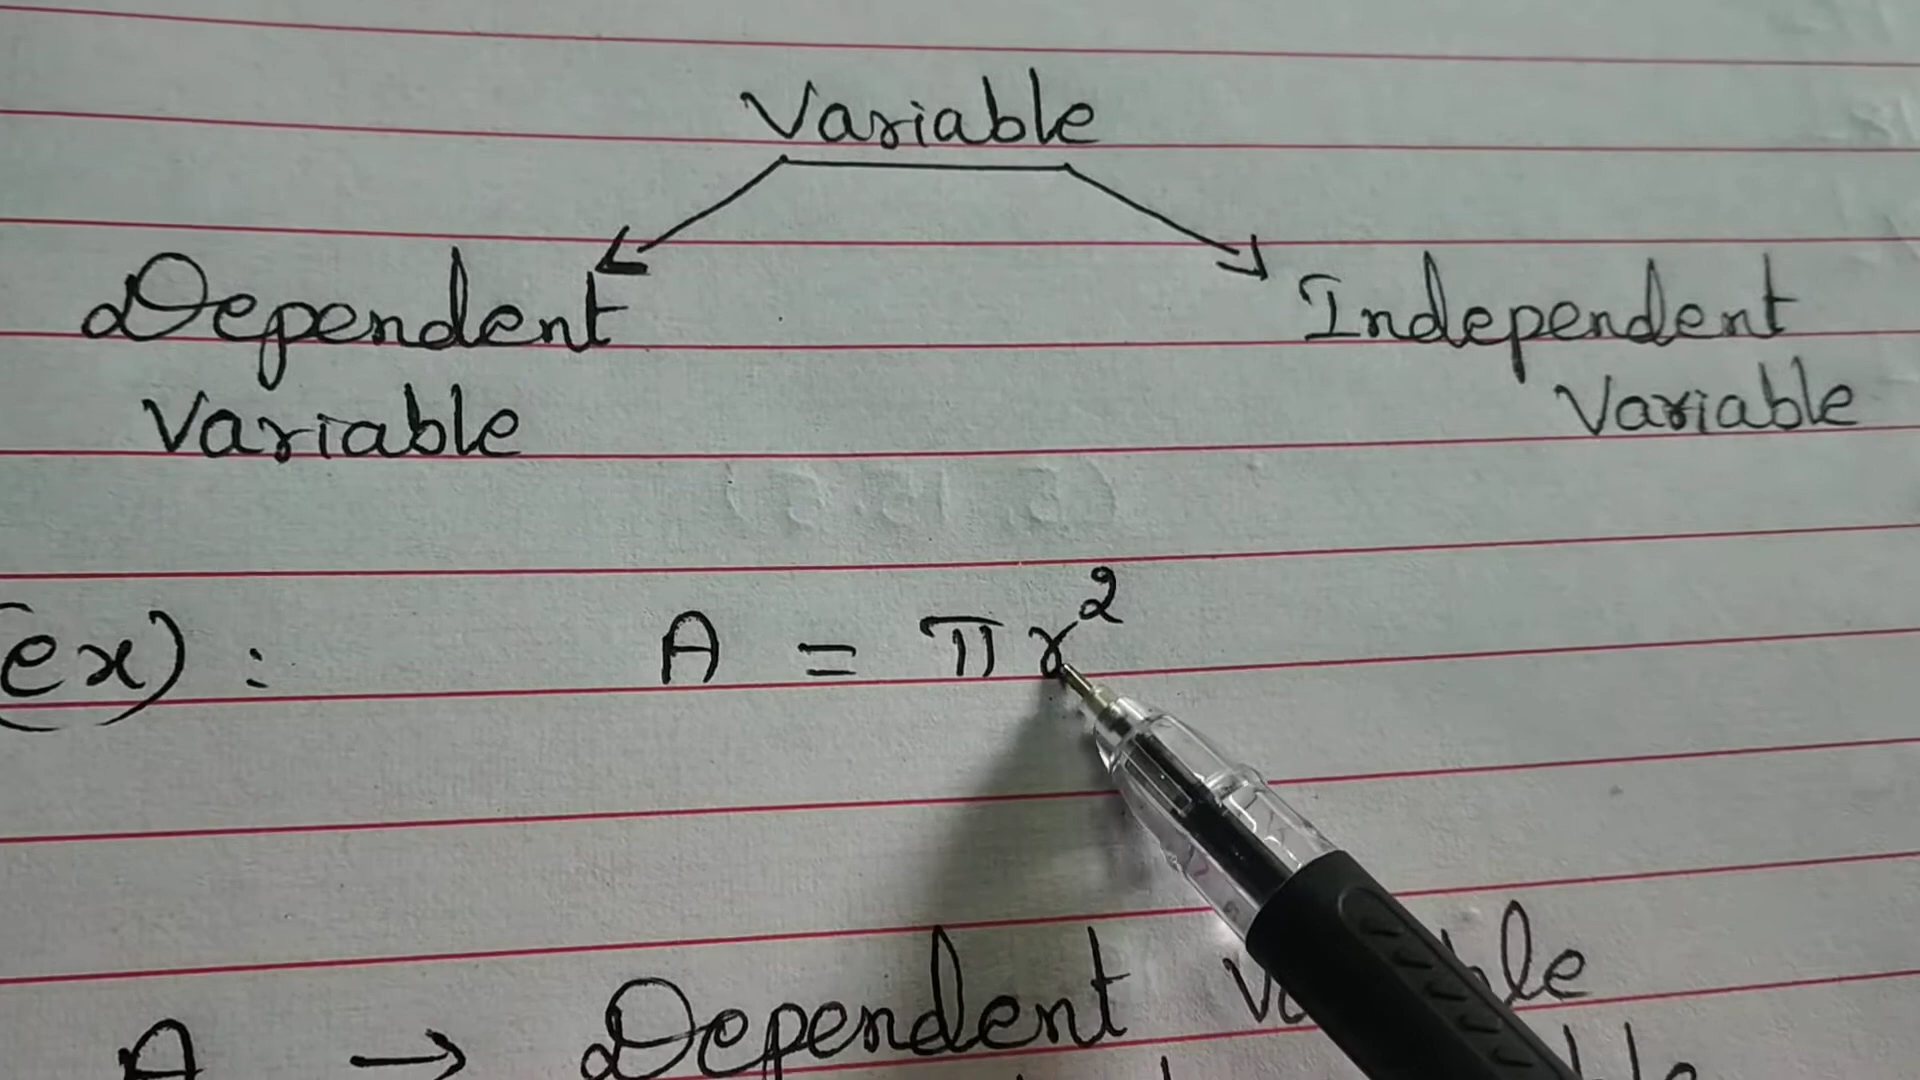 Variable
Dependent Independent
Variable Variable
(ex) : A = πr²
A → Dependent